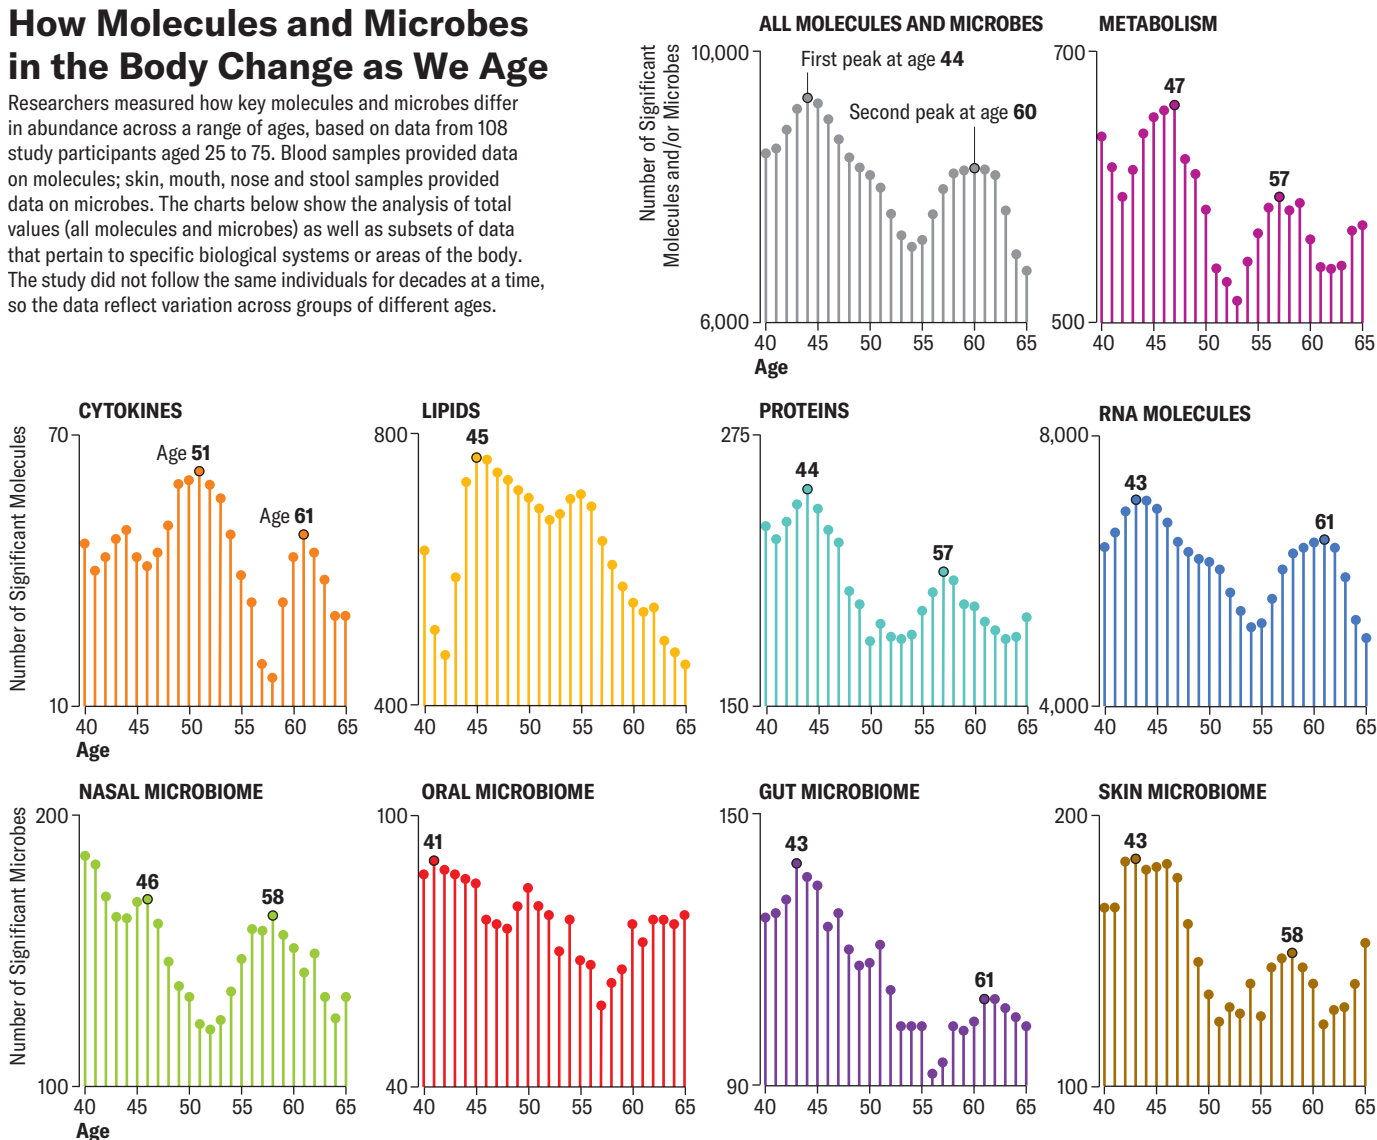 How Molecules and Microbes
in the Body Change as We Age
Researchers measured how key molecules and microbes differ
in abundance across a range of ages, based on data from 108
study participants aged 25 to 75. Blood samples provided data
on molecules; skin, mouth, nose and stool samples provided
data on microbes. The charts below show the analysis of total
values (all molecules and microbes) as well as subsets of data
that pertain to specific biological systems or areas of the body.
The study did not follow the same individuals for decades at a time,
so the data reflect variation across groups of different ages.
ALL MOLECULES AND MICROBES
Number of Significant
Molecules and/or Microbes
10,000
First peak at age 44
Second peak at age 60
6,000
40 45 50 55 60 65
Age
METABOLISM
700
47
57
500
40 45 50 55 60 65
CYTOKINES
Number of Significant Molecules
70
Age 51
Age 61
10
40 45 50 55 60 65
Age
LIPIDS
800
45
400
40 45 50 55 60 65
PROTEINS
275
44
57
150
40 45 50 55 60 65
RNA MOLECULES
8,000
43
61
4,000
40 45 50 55 60 65
NASAL MICROBIOME
Number of Significant Microbes
200
46
58
100
40 45 50 55 60 65
Age
ORAL MICROBIOME
100
41
40
40 45 50 55 60 65
GUT MICROBIOME
150
43
61
90
40 45 50 55 60 65
SKIN MICROBIOME
200
43
58
100
40 45 50 55 60 65